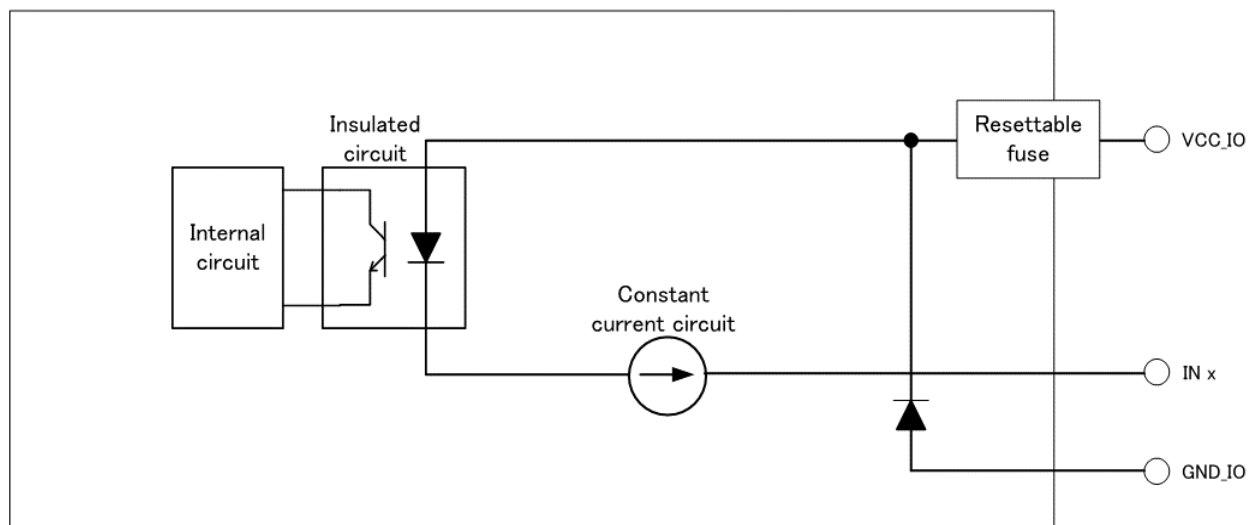 Insulated
circuit
Resettable
fuse
VCC_IO
Internal
circuit
Constant
current circuit
IN x
GND_IO